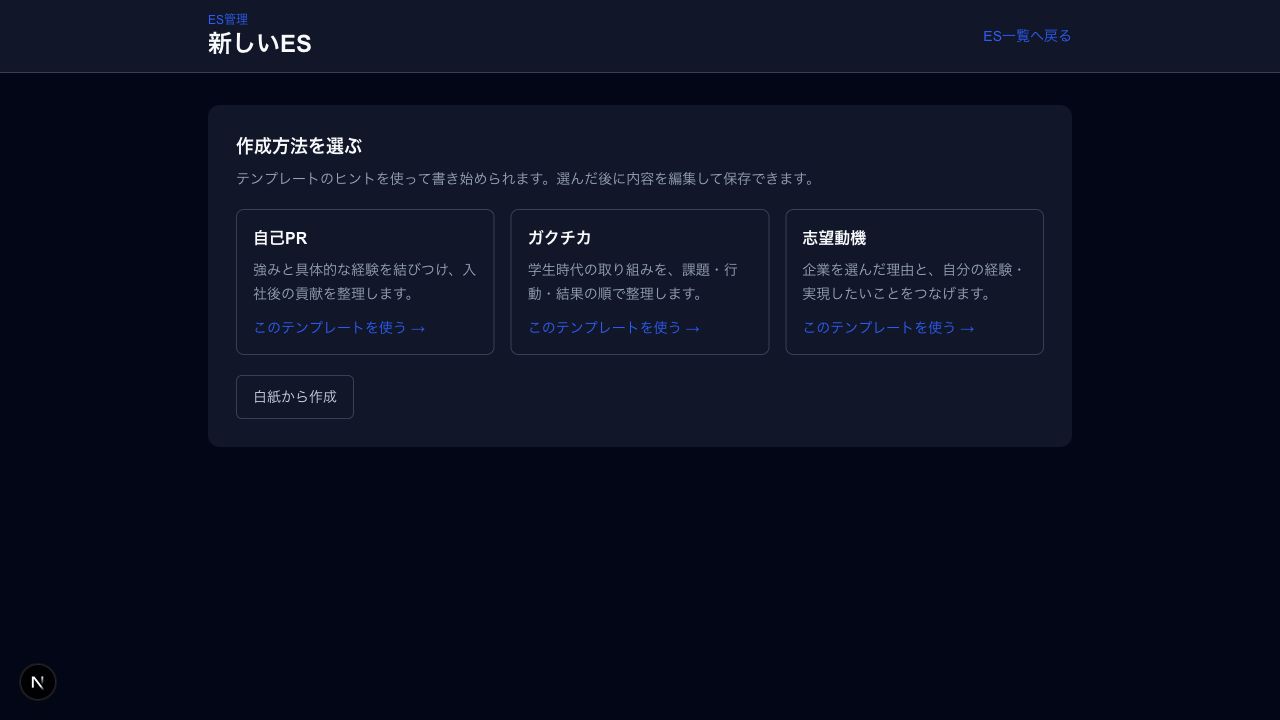 ES管理
新しいES
ES一覧へ戻る
作成方法を選ぶ
テンプレートのヒントを使って書き始められます。選んだ後に内容を編集して保存できます。
自己PR
強みと具体的な経験を結びつけ、入
社後の貢献を整理します。
このテンプレートを使う →
ガクチカ
学生時代の取り組みを、課題・行
動・結果の順で整理します。
このテンプレートを使う →
志望動機
企業を選んだ理由と、自分の経験・
実現したいことをつなげます。
このテンプレートを使う →
白紙から作成
N